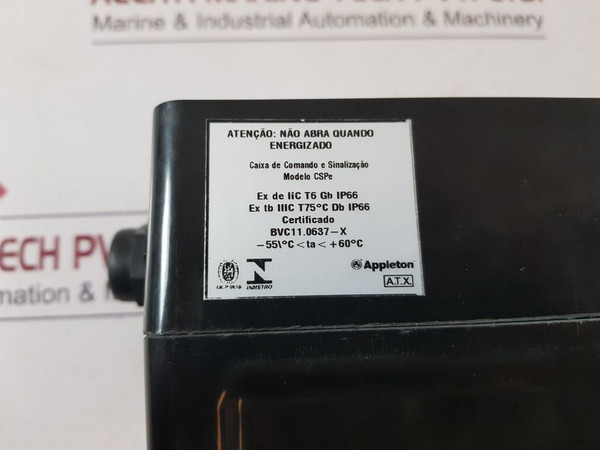 Marine & Industrial Automation & Machinery
ATENÇÃO: NÃO ABRA QUANDO
ENERGIZADO
Caixa de Comando e Sinalização
Modelo CSPe
Ex de IiC T6 Gb IP66
Ex tb IIIC T75°C Db IP66
Certificado
BVC11.0637-X
-55\°C <ta< +60°C
INMETRO
Appleton
A.T.X.
TECH PV
mation & M